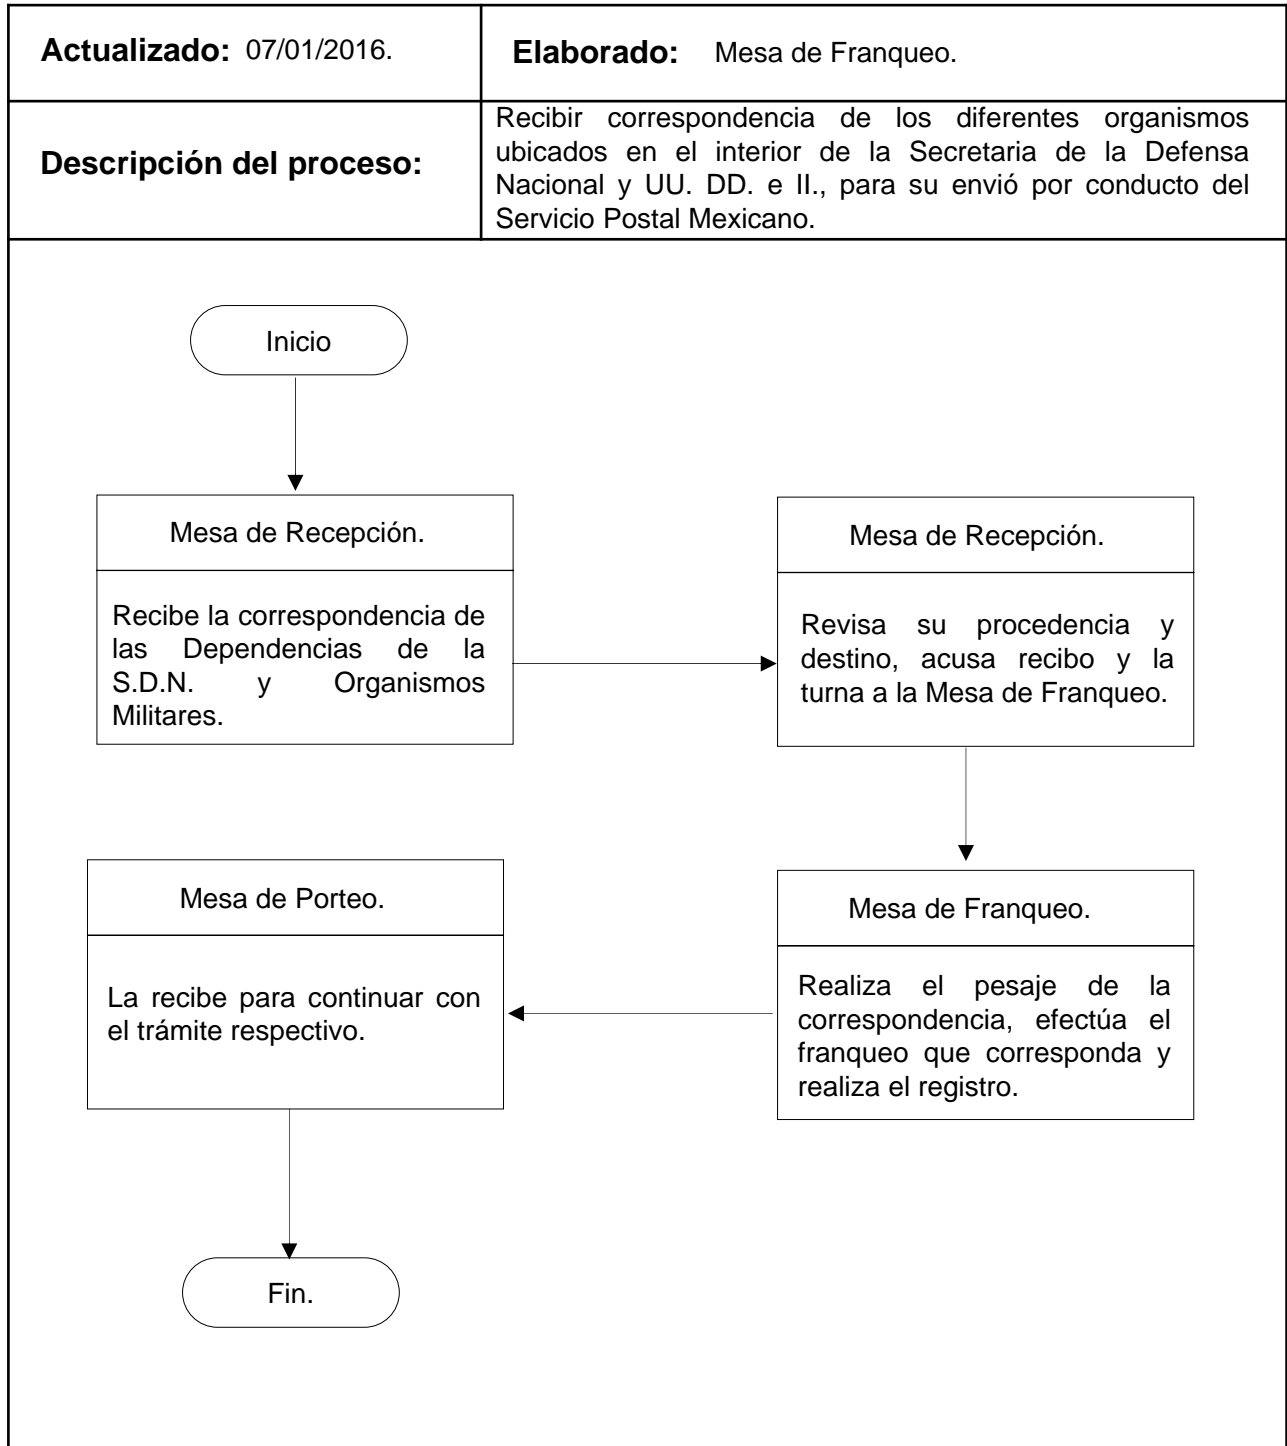 Actualizado: 07/01/2016.
Elaborado: Mesa de Franqueo.
Descripción del proceso:
Recibir correspondencia de los diferentes organismos
ubicados en el interior de la Secretaria de la Defensa
Nacional y UU. DD. e II., para su envió por conducto del
Servicio Postal Mexicano.
Inicio
Mesa de Recepción.
Recibe la correspondencia de
las Dependencias de la
S.D.N. y Organismos
Militares.
Mesa de Recepción.
Revisa su procedencia y
destino, acusa recibo y la
turna a la Mesa de Franqueo.
Mesa de Franqueo.
Realiza el pesaje de la
correspondencia, efectúa el
franqueo que corresponda y
realiza el registro.
Mesa de Porteo.
La recibe para continuar con
el trámite respectivo.
Fin.